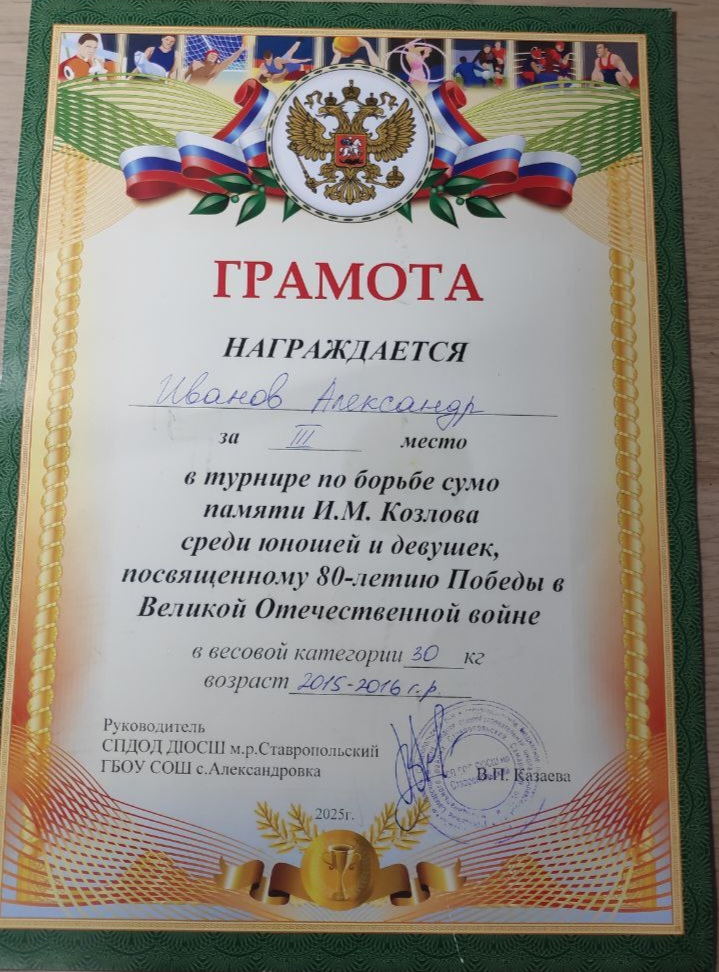 ГРАМОТА
НАГРАЖДАЕТСЯ
Иванов Александр
за III место
в турнире по борьбе сумо
памяти И.М. Козлова
среди юношей и девушек,
посвященному 80-летию Победы в
Великой Отечественной войне
в весовой категории 30 кг
возраст 2015-2016 г.р.
Руководитель
СПДОД ДЮСШ м.р.Ставропольский
ГБОУ СОШ с.Александровка
В.П. Казаева
2025г.